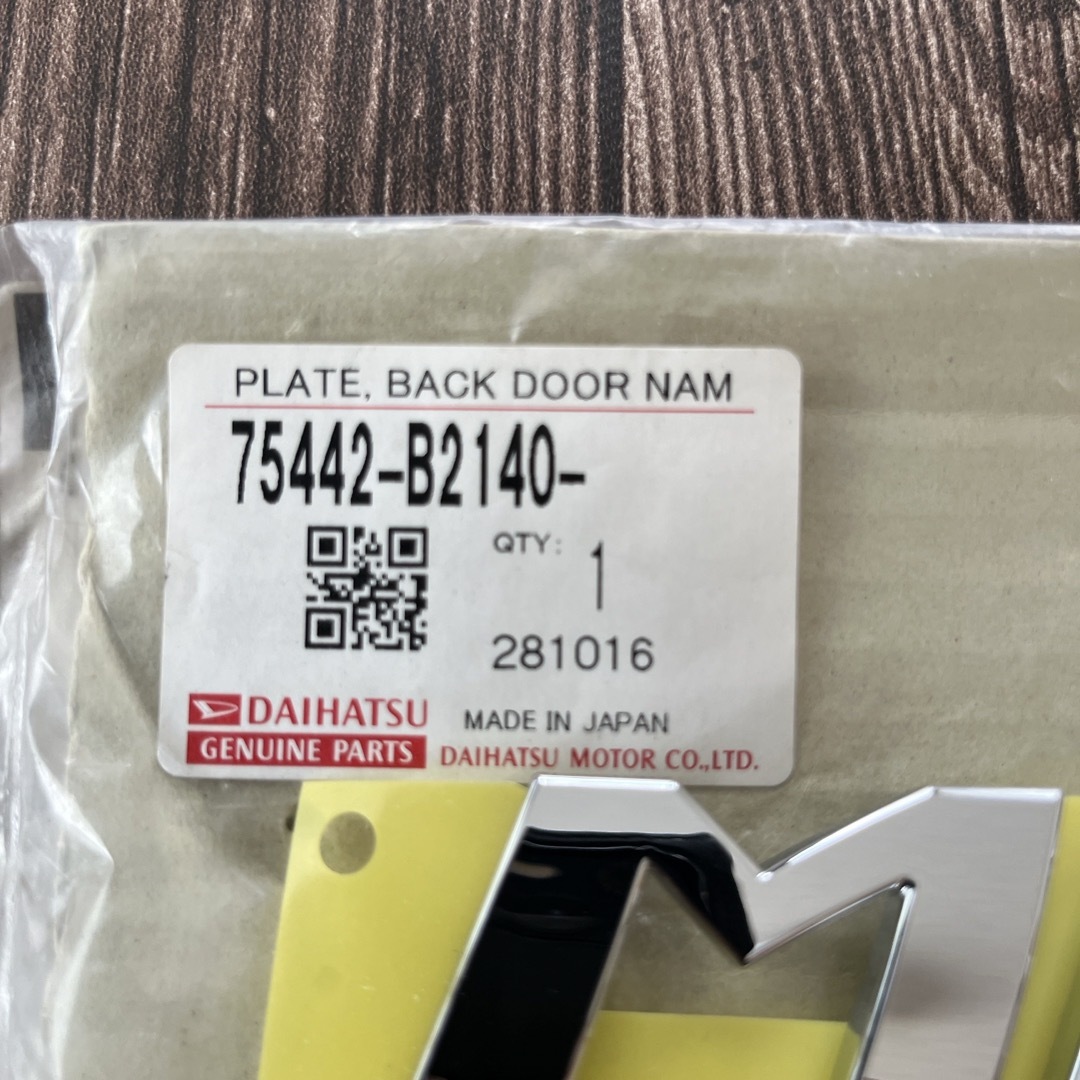 PLATE, BACK DOOR NAM
75442-B2140-
QTY: 1
281016
DAIHATSU MADE IN JAPAN
GENUINE PARTS DAIHATSU MOTOR CO.,LTD.
M